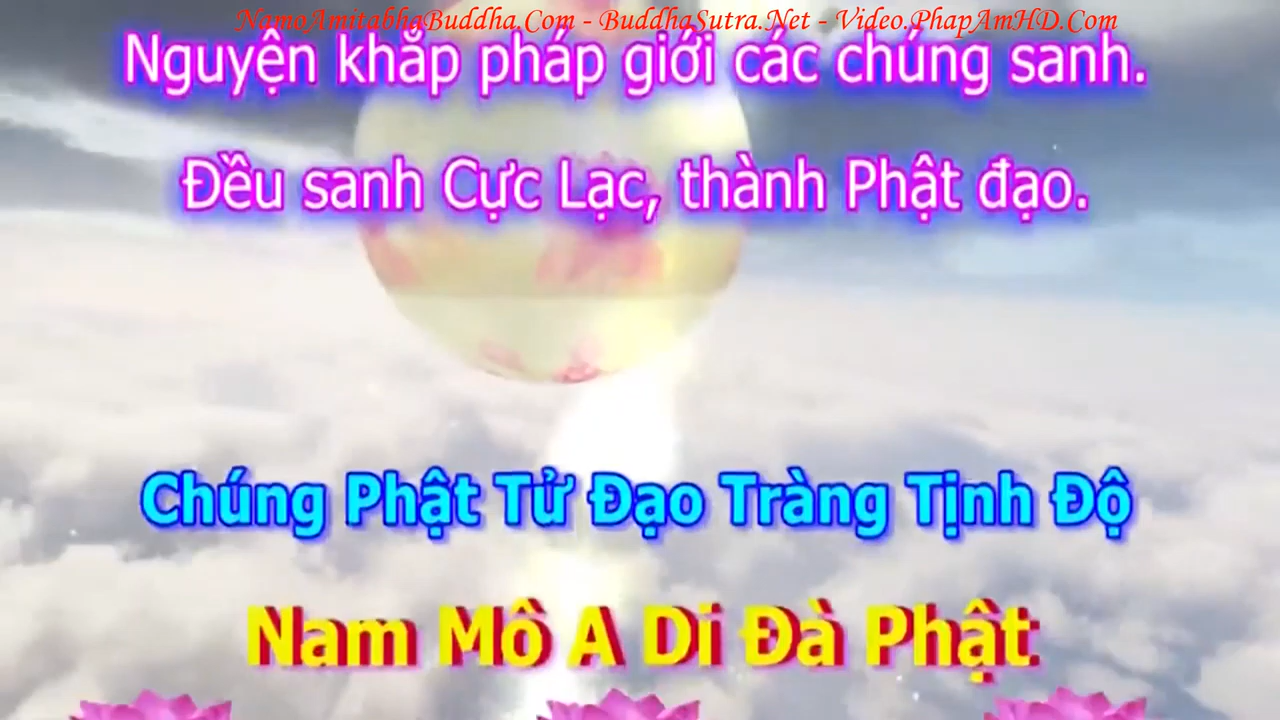 NamoAmitabhaBuddha.Com - BuddhaSutra.Net - Video.PhapAmHD.Com
Nguyện khắp pháp giới các chúng sanh.
Đều sanh Cực Lạc, thành Phật đạo.
Chúng Phật Tử Đạo Tràng Tịnh Độ
Nam Mô A Di Đà Phật